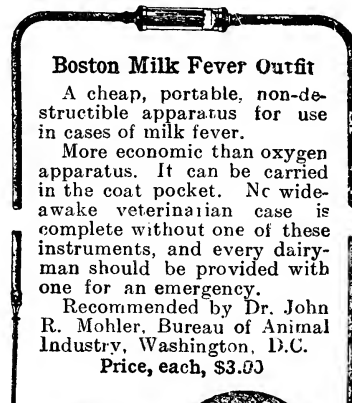 Boston Milk Fever Outfit
A cheap, portable, non-de-
structible apparatus for use
in cases of milk fever.
More economic than oxygen
apparatus. It can be carried
in the coat pocket. No wide-
awake veterinarian case is
complete without one of these
instruments, and every dairy-
man should be provided with
one for an emergency.
Recommended by Dr. John
R. Mohler, Bureau of Animal
Industry, Washington, D.C.
Price, each, $3.00